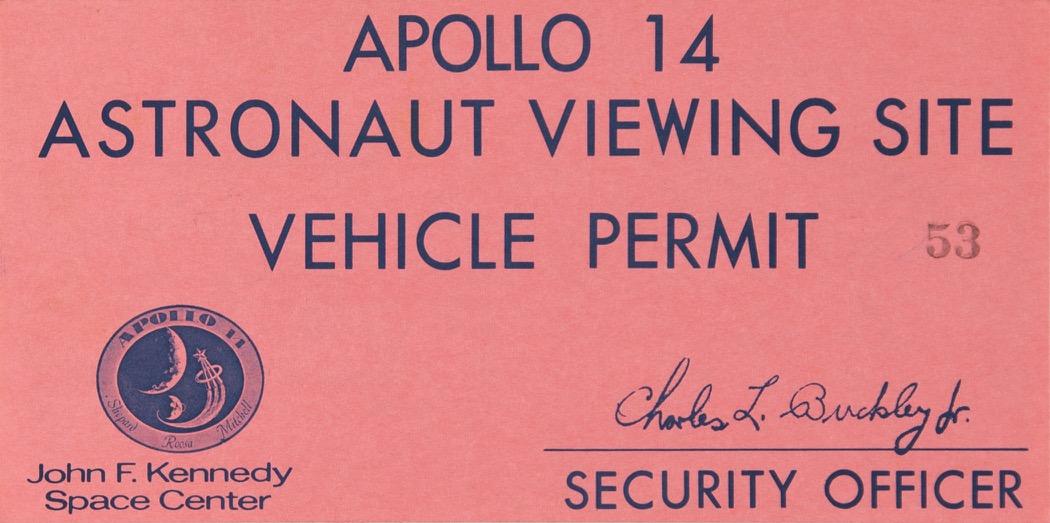 APOLLO 14
ASTRONAUT VIEWING SITE
VEHICLE PERMIT 53
APOLLO 14
Shepard Roosa Mitchell
John F. Kennedy
Space Center
Charles L. Buckley Jr.
SECURITY OFFICER